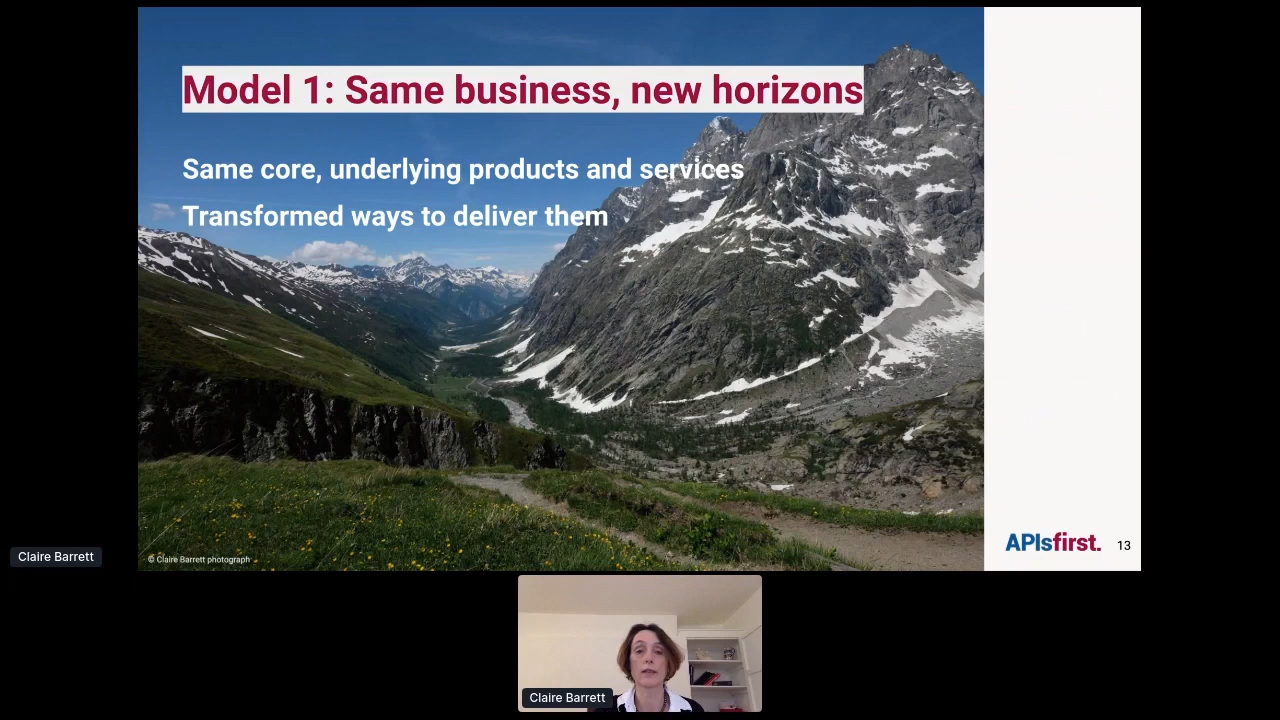 Model 1: Same business, new horizons
Same core, underlying products and services
Transformed ways to deliver them
© Claire Barrett photograph
APIsfirst.
13
Claire Barrett
Claire Barrett